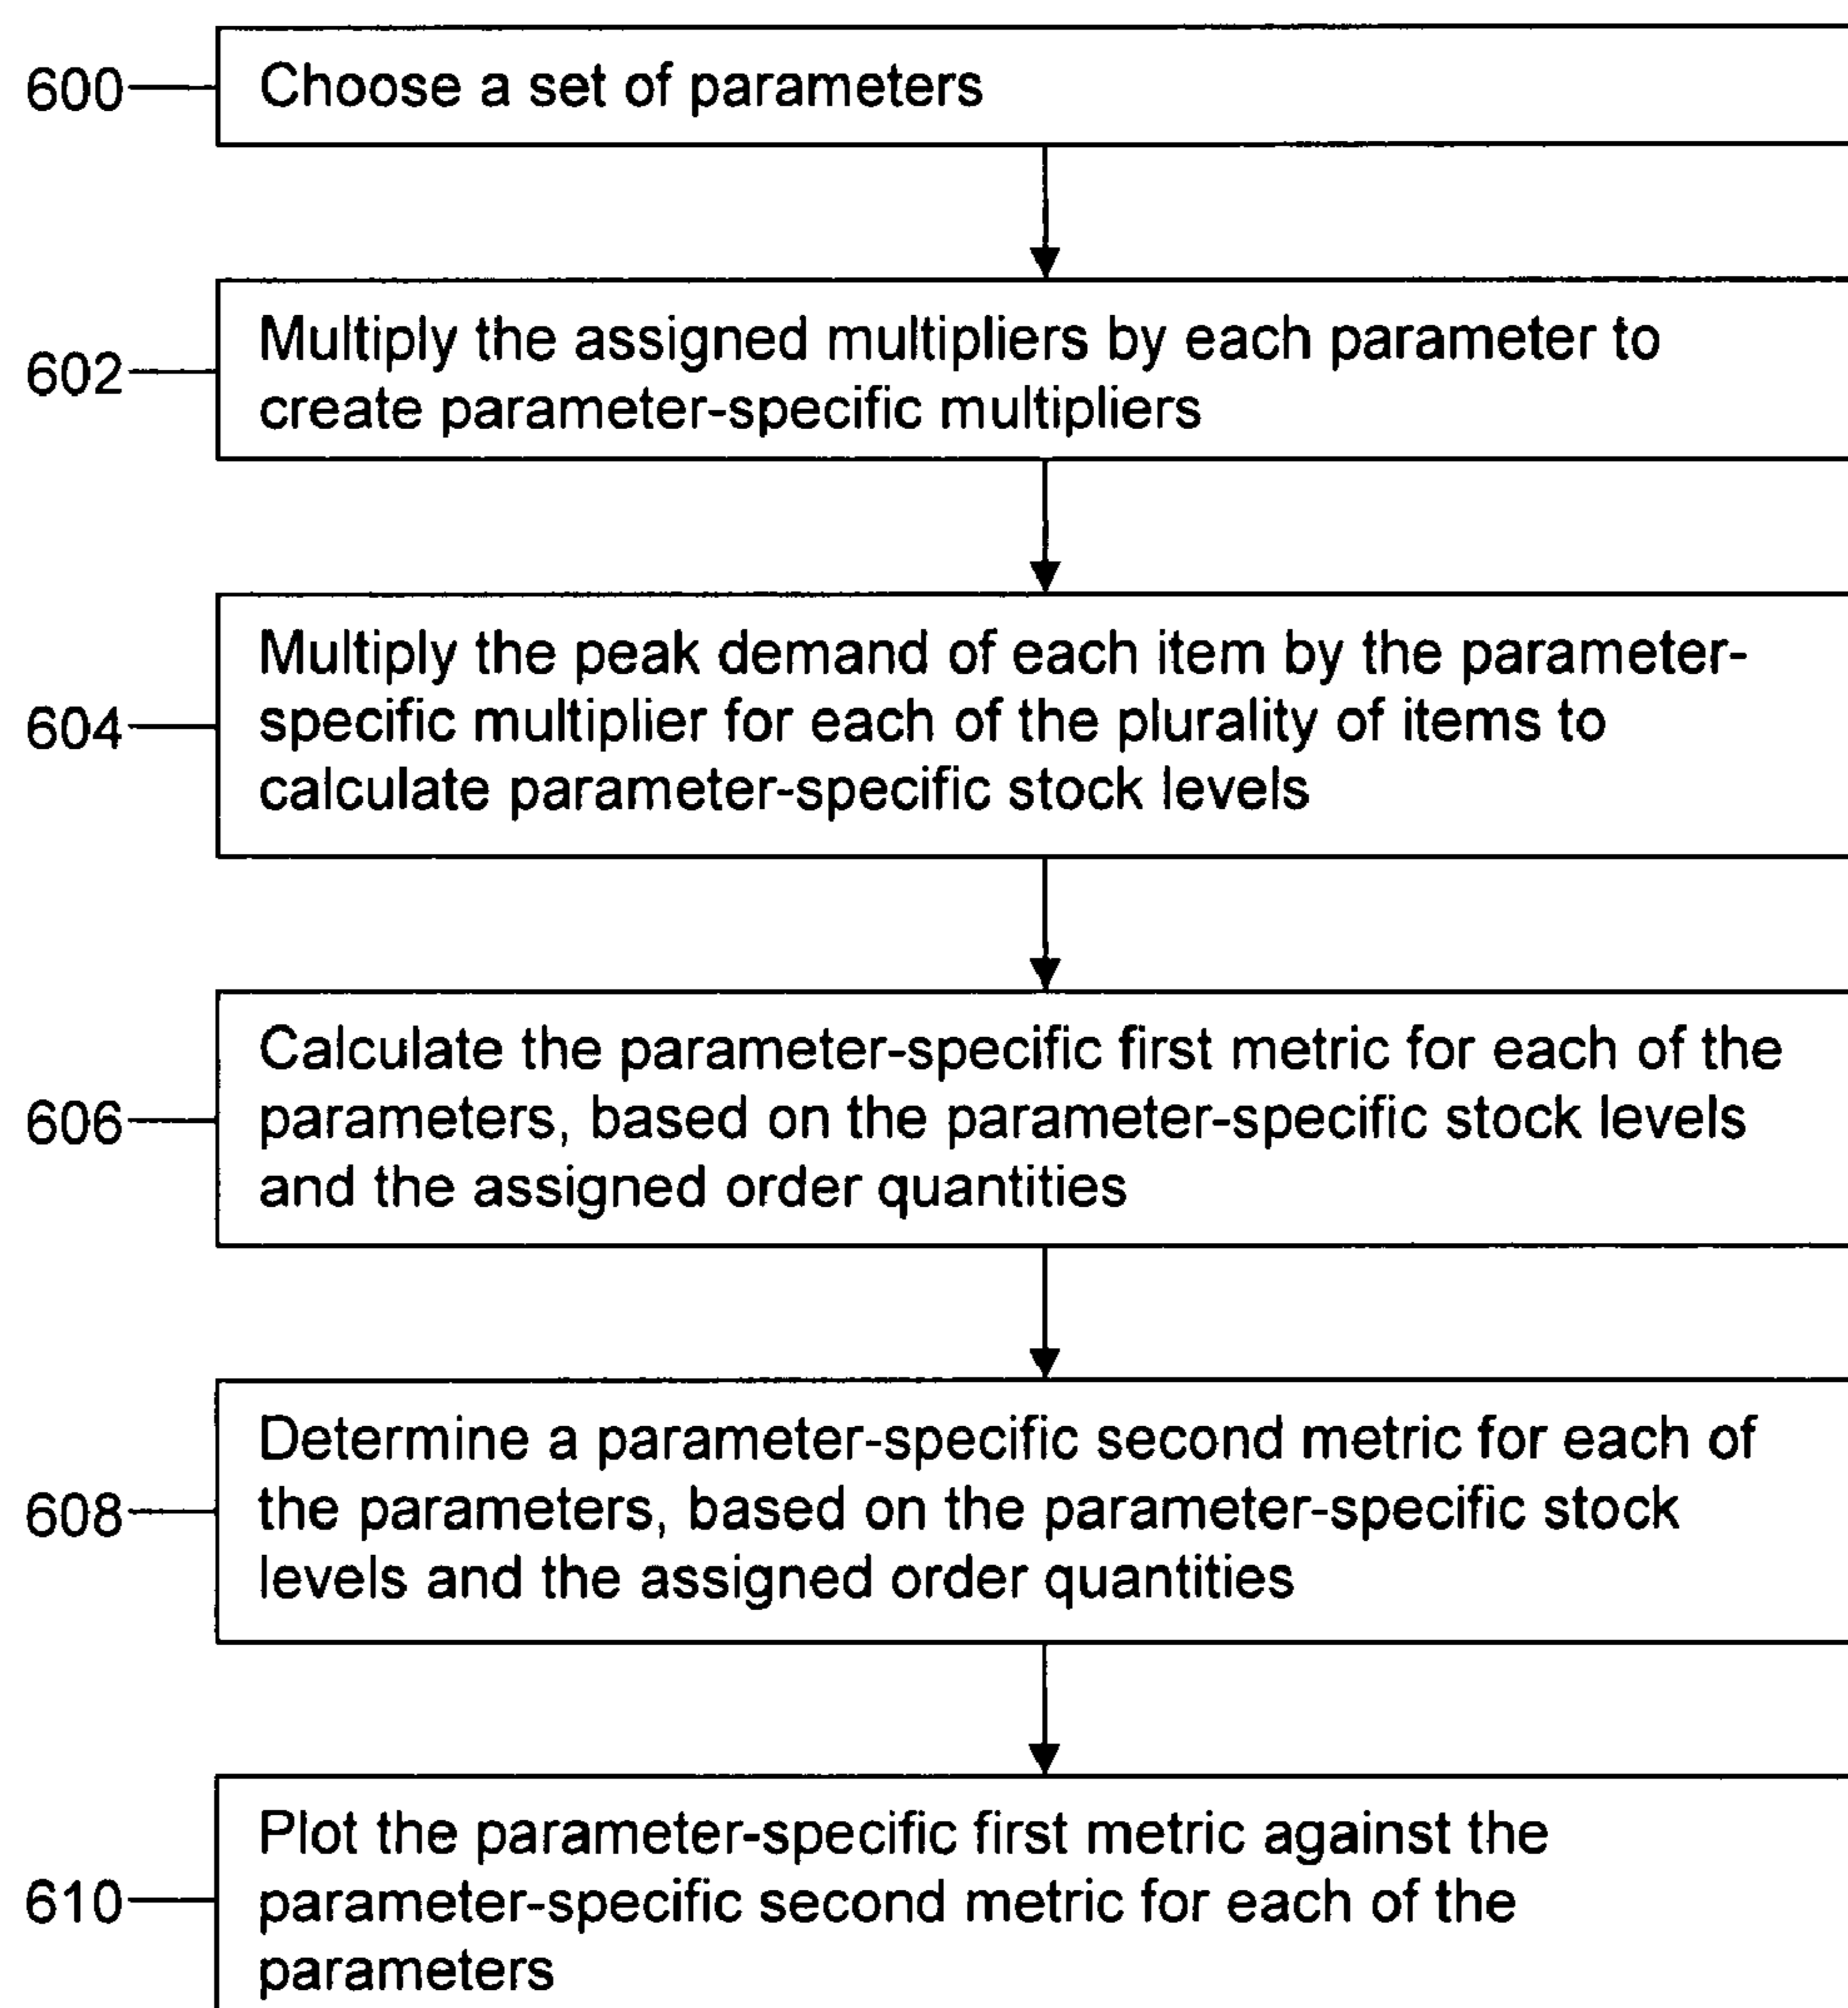 600
Choose a set of parameters
602
Multiply the assigned multipliers by each parameter to
create parameter-specific multipliers
604
Multiply the peak demand of each item by the parameter-
specific multiplier for each of the plurality of items to
calculate parameter-specific stock levels
606
Calculate the parameter-specific first metric for each of the
parameters, based on the parameter-specific stock levels
and the assigned order quantities
608
Determine a parameter-specific second metric for each of
the parameters, based on the parameter-specific stock
levels and the assigned order quantities
610
Plot the parameter-specific first metric against the
parameter-specific second metric for each of the
parameters